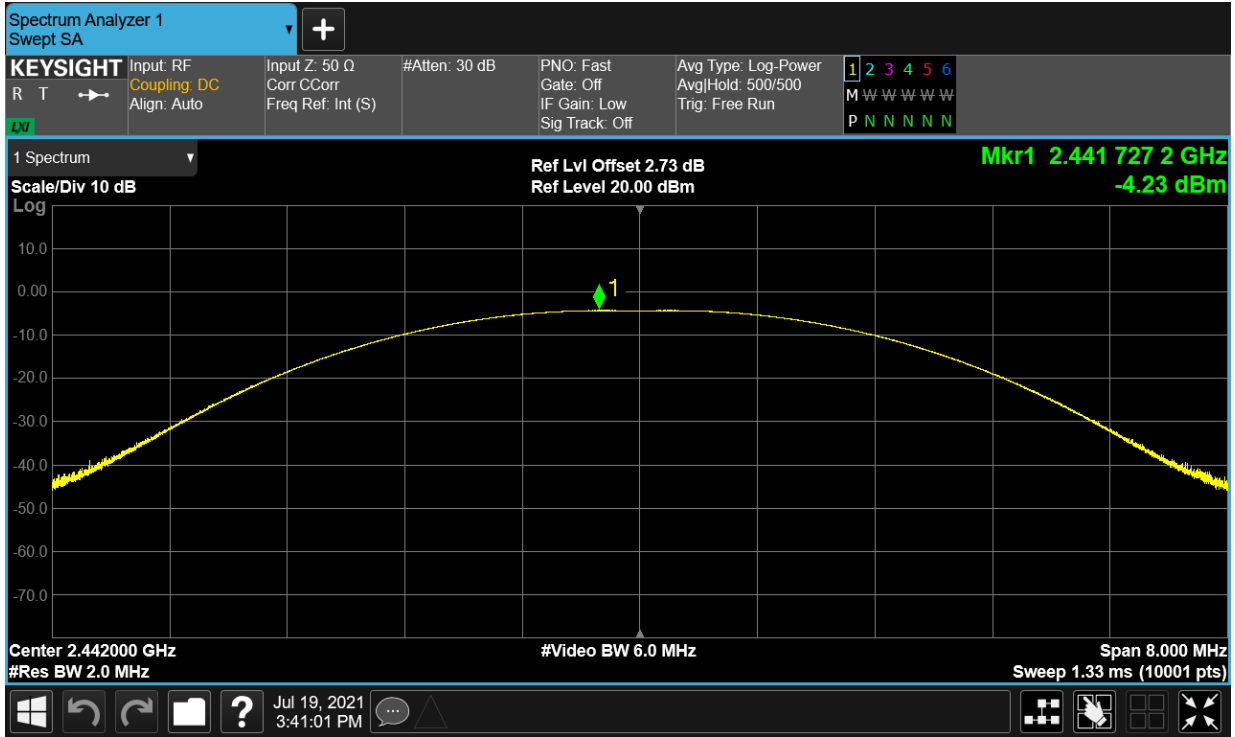 Spectrum Analyzer 1
Swept SA
KEYSIGHT
R T
LXI
Input: RF
Coupling: DC
Align: Auto
Input Z: 50 Ω
Corr CCorr
Freq Ref: Int (S)
#Atten: 30 dB
PNO: Fast
Gate: Off
IF Gain: Low
Sig Track: Off
Avg Type: Log-Power
Avg|Hold: 500/500
Trig: Free Run
1 2 3 4 5 6
M W W W W W
P N N N N N
1 Spectrum
Scale/Div 10 dB
Log
Ref Lvl Offset 2.73 dB
Ref Level 20.00 dBm
Mkr1 2.441 727 2 GHz
-4.23 dBm
10.0
0.00
1
-10.0
-20.0
-30.0
-40.0
-50.0
-60.0
-70.0
Center 2.442000 GHz
#Res BW 2.0 MHz
#Video BW 6.0 MHz
Span 8.000 MHz
Sweep 1.33 ms (10001 pts)
?
Jul 19, 2021
3:41:01 PM